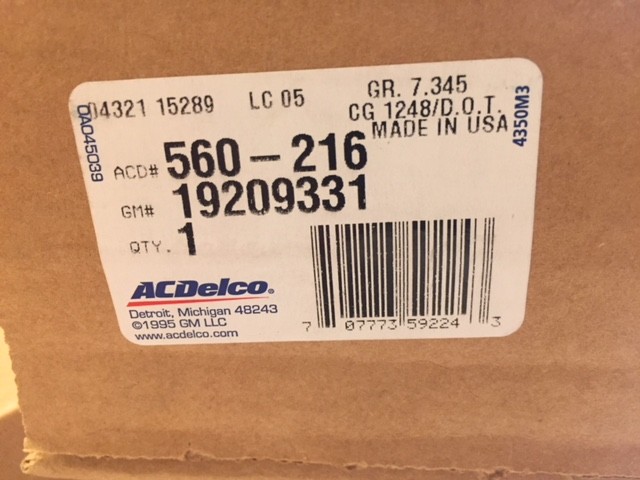 04321 15289 LC 05 GR. 7.345
CG 1248/D.O.T.
MADE IN USA
0AD45039
4350M3
ACD# 560-216
GM# 19209331
QTY. 1
ACDelco®
Detroit, Michigan 48243
©1995 GM LLC
www.acdelco.com
7 07773 59224 3